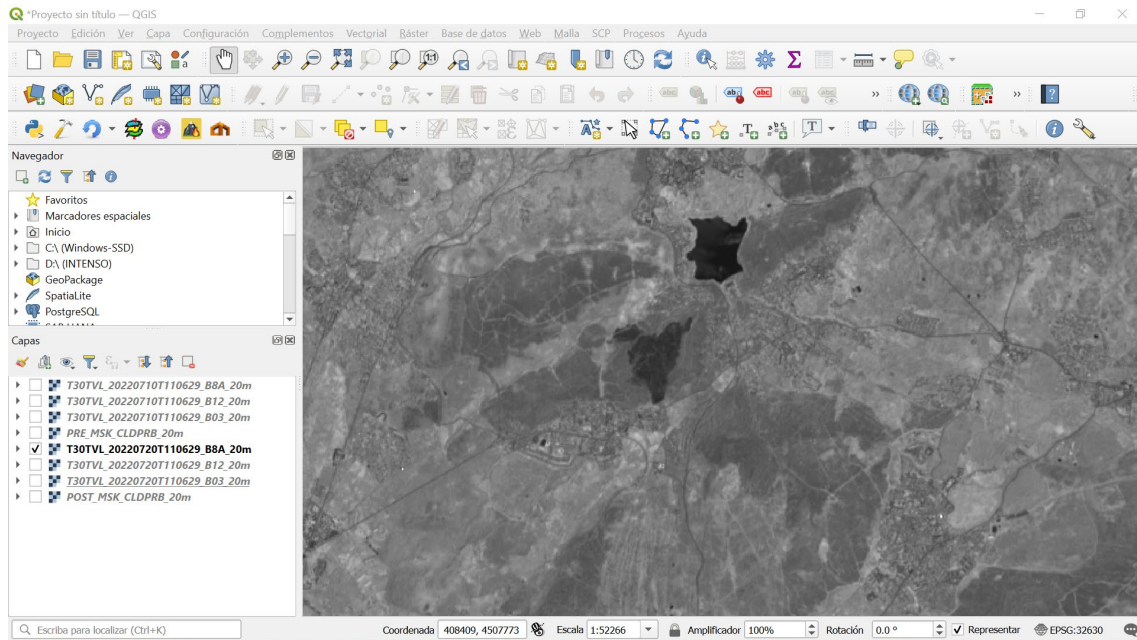 *Proyecto sin título — QGIS
Proyecto Edición Ver Capa Configuración Complementos Vectorial Ráster Base de datos Web Malla SCP Procesos Ayuda
Navegador
Favoritos
Marcadores espaciales
Inicio
C:\ (Windows-SSD)
D:\ (INTENSO)
GeoPackage
SpatiaLite
PostgreSQL
Capas
T30TVL_20220710T110629_B8A_20m
T30TVL_20220710T110629_B12_20m
T30TVL_20220710T110629_B03_20m
PRE_MSK_CLDPRB_20m
T30TVL_20220720T110629_B8A_20m
T30TVL_20220720T110629_B12_20m
T30TVL_20220720T110629_B03_20m
POST_MSK_CLDPRB_20m
Escriba para localizar (Ctrl+K) Coordenada 408409, 4507773 Escala 1:52266 Amplificador 100% Rotación 0.0 ° Representar EPSG:32630